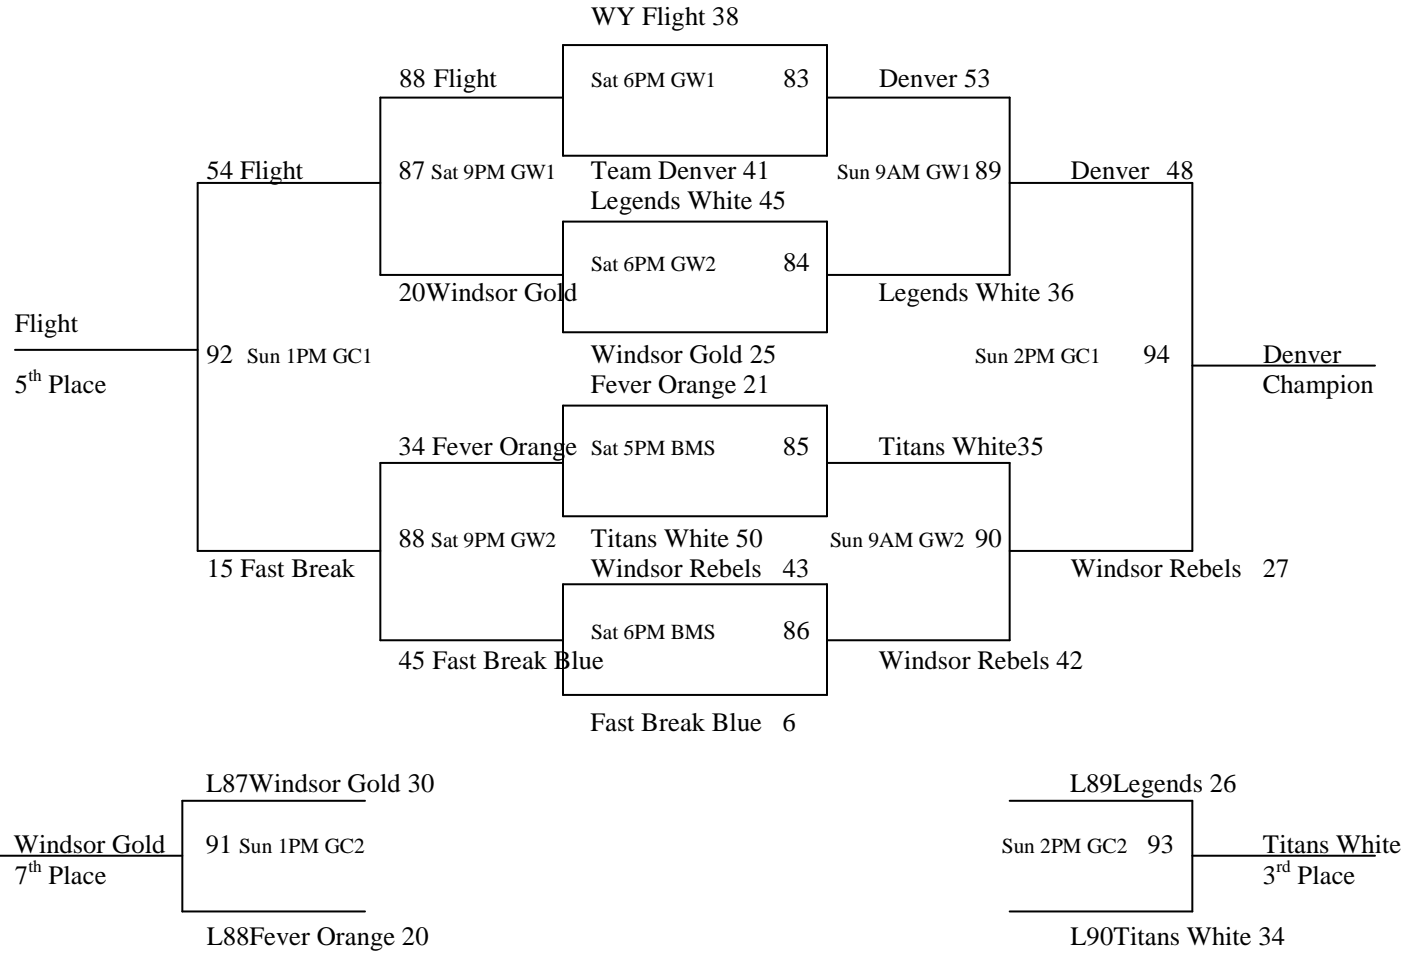 WY Flight 38
88 Flight
Sat 6PM GW1 83
Denver 53
54 Flight
87 Sat 9PM GW1
Team Denver 41
Sun 9AM GW1 89
Denver 48
Legends White 45
Sat 6PM GW2 84
20Windsor Gold
Legends White 36
Flight
92 Sun 1PM GC1
Windsor Gold 25
Sun 2PM GC1 94
Denver
5th Place
Fever Orange 21
Champion
34 Fever Orange
Sat 5PM BMS 85
Titans White35
88 Sat 9PM GW2
Titans White 50
Sun 9AM GW2 90
15 Fast Break
Windsor Rebels 43
Windsor Rebels 27
Sat 6PM BMS 86
45 Fast Break Blue
Windsor Rebels 42
Fast Break Blue 6
L87Windsor Gold 30
L89Legends 26
Windsor Gold
91 Sun 1PM GC2
Sun 2PM GC2 93
Titans White
7th Place
3rd Place
L88Fever Orange 20
L90Titans White 34